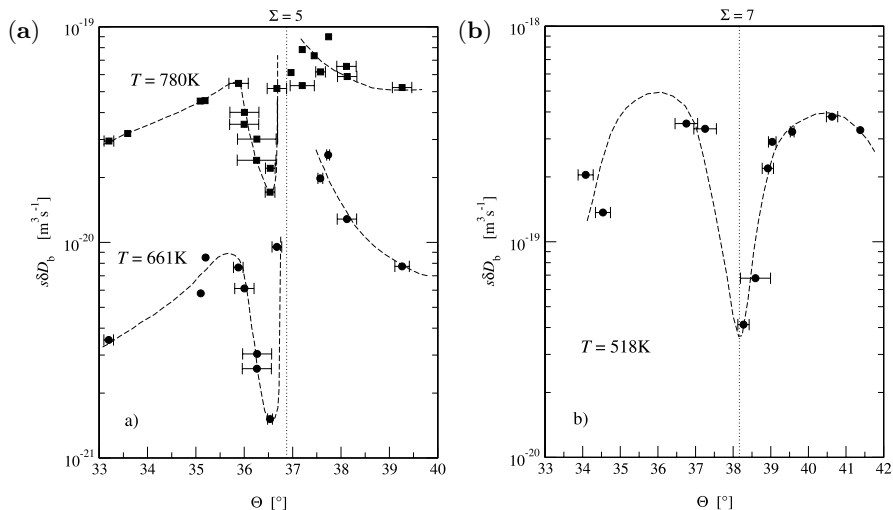 (a)
Σ = 5
10⁻¹⁹
10⁻²⁰
10⁻²¹
sδD_b [m³s⁻¹]
T = 780K
T = 661K
a)
33 34 35 36 37 38 39 40
Θ [°]
(b)
Σ = 7
10⁻¹⁸
10⁻¹⁹
10⁻²⁰
sδD_b [m³s⁻¹]
T = 518K
b)
33 34 35 36 37 38 39 40 41 42
Θ [°]